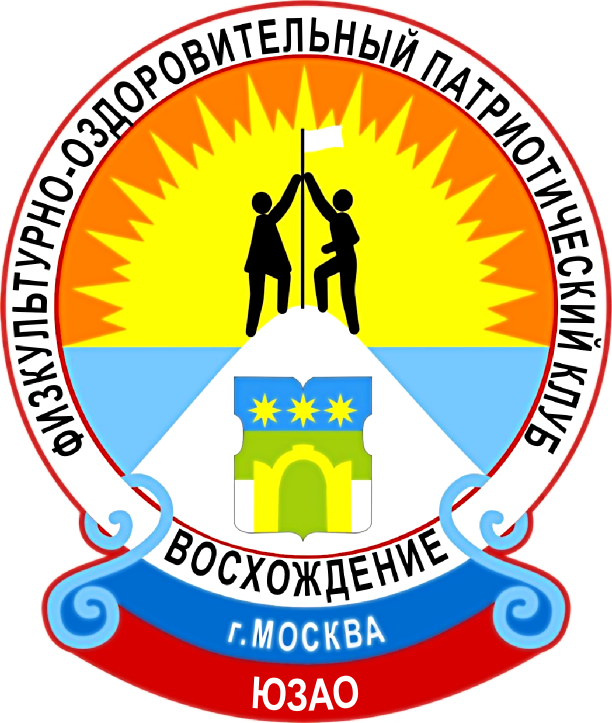 ФИЗКУЛЬТУРНО-ОЗДОРОВИТЕЛЬНЫЙ ПАТРИОТИЧЕСКИЙ КЛУБ
ВОСХОЖДЕНИЕ
г.МОСКВА
ЮЗАО